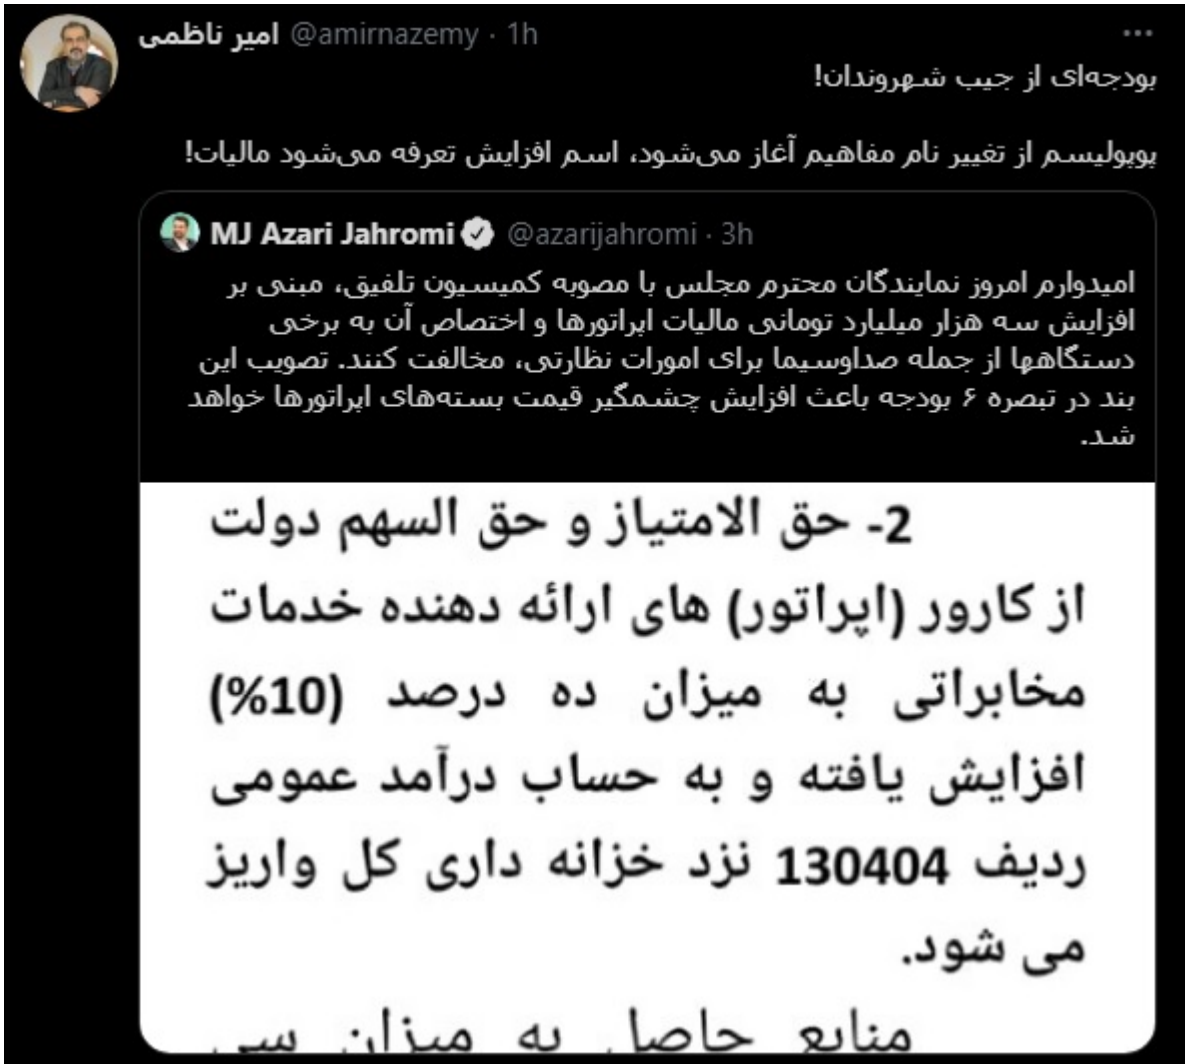 امیر ناظمی @amirnazemy · 1h
بودجه‌ای از جیب شهروندان!
پوپولیسم از تغییر نام مفاهیم آغاز می‌شود، اسم افزایش تعرفه می‌شود مالیات!
MJ Azari Jahromi @azarijahromi · 3h
امیدوارم امروز نمایندگان محترم مجلس با مصوبه کمیسیون تلفیق، مبنی بر
افزایش سه هزار میلیارد تومانی مالیات اپراتورها و اختصاص آن به برخی
دستگاهها از جمله صداوسیما برای امورات نظارتی، مخالفت کنند. تصویب این
بند در تبصره ۶ بودجه باعث افزایش چشمگیر قیمت بسته‌های اپراتورها خواهد
شد.
2- حق الامتیاز و حق السهم دولت
از کارور (اپراتور) های ارائه دهنده خدمات
مخابراتی به میزان ده درصد (10%)
افزایش یافته و به حساب درآمد عمومی
ردیف 130404 نزد خزانه داری کل واریز
می شود.
منابع حاصل به میزان سی